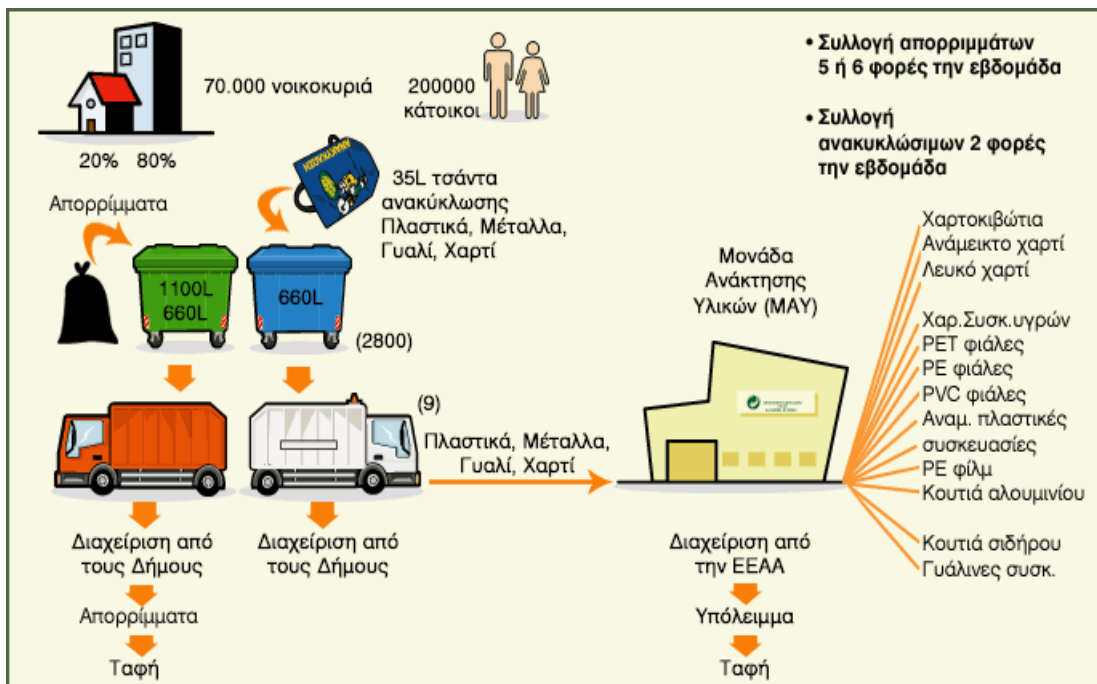 70.000 νοικοκυριά
200000
κάτοικοι
20% 80%
• Συλλογή απορριμμάτων
5 ή 6 φορές την εβδομάδα
• Συλλογή
ανακυκλώσιμων 2 φορές
την εβδομάδα
Απορρίμματα
ΑΝΑΚΥΚΛΩΣΗ
35L τσάντα
ανακύκλωσης
Πλαστικά, Μέταλλα,
Γυαλί, Χαρτί
1100L
660L
660L
(2800)
(9)
Πλαστικά, Μέταλλα,
Γυαλί, Χαρτί
Μονάδα
Ανάκτησης
Υλικών (ΜΑΥ)
Χαρτοκιβώτια
Ανάμεικτο χαρτί
Λευκό χαρτί
Χαρ.Συσκ.υγρών
PET φιάλες
PE φιάλες
PVC φιάλες
Αναμ. πλαστικές
συσκευασίες
PE φίλμ
Κουτιά αλουμινίου
Κουτιά σιδήρου
Γυάλινες συσκ.
Διαχείριση από
τους Δήμους
Απορρίμματα
Ταφή
Διαχείριση από
τους Δήμους
Διαχείριση από
την ΕΕΑΑ
Υπόλειμμα
Ταφή